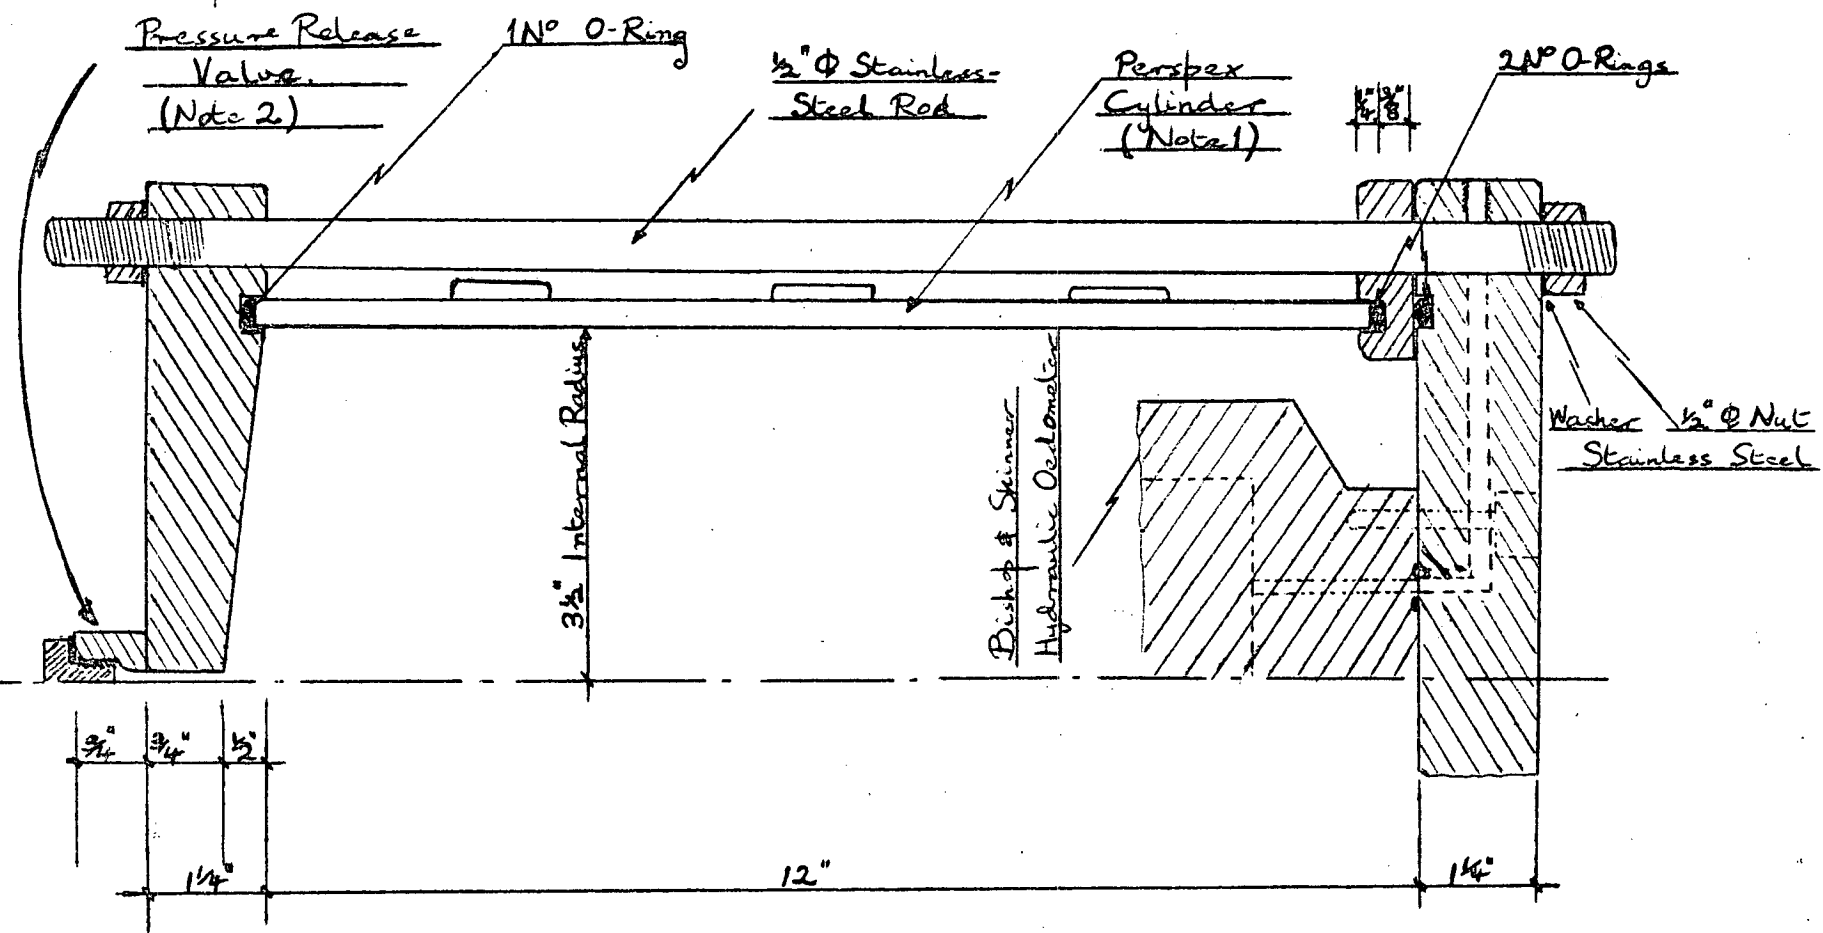 Pressure Release
Valve.
(Note 2)
1Nº O-Ring
½" Φ Stainless-
Steel Rod
Perspex
Cylinder
(Note 1)
¼" ⅜"
2Nº O-Rings
3½" Internal Radius
Bishop & Skinner
Hydraulic Oedometer
Washer ½" Φ Nut
Stainless Steel
¾" ¾" ½"
1¼" 12" 1¼"